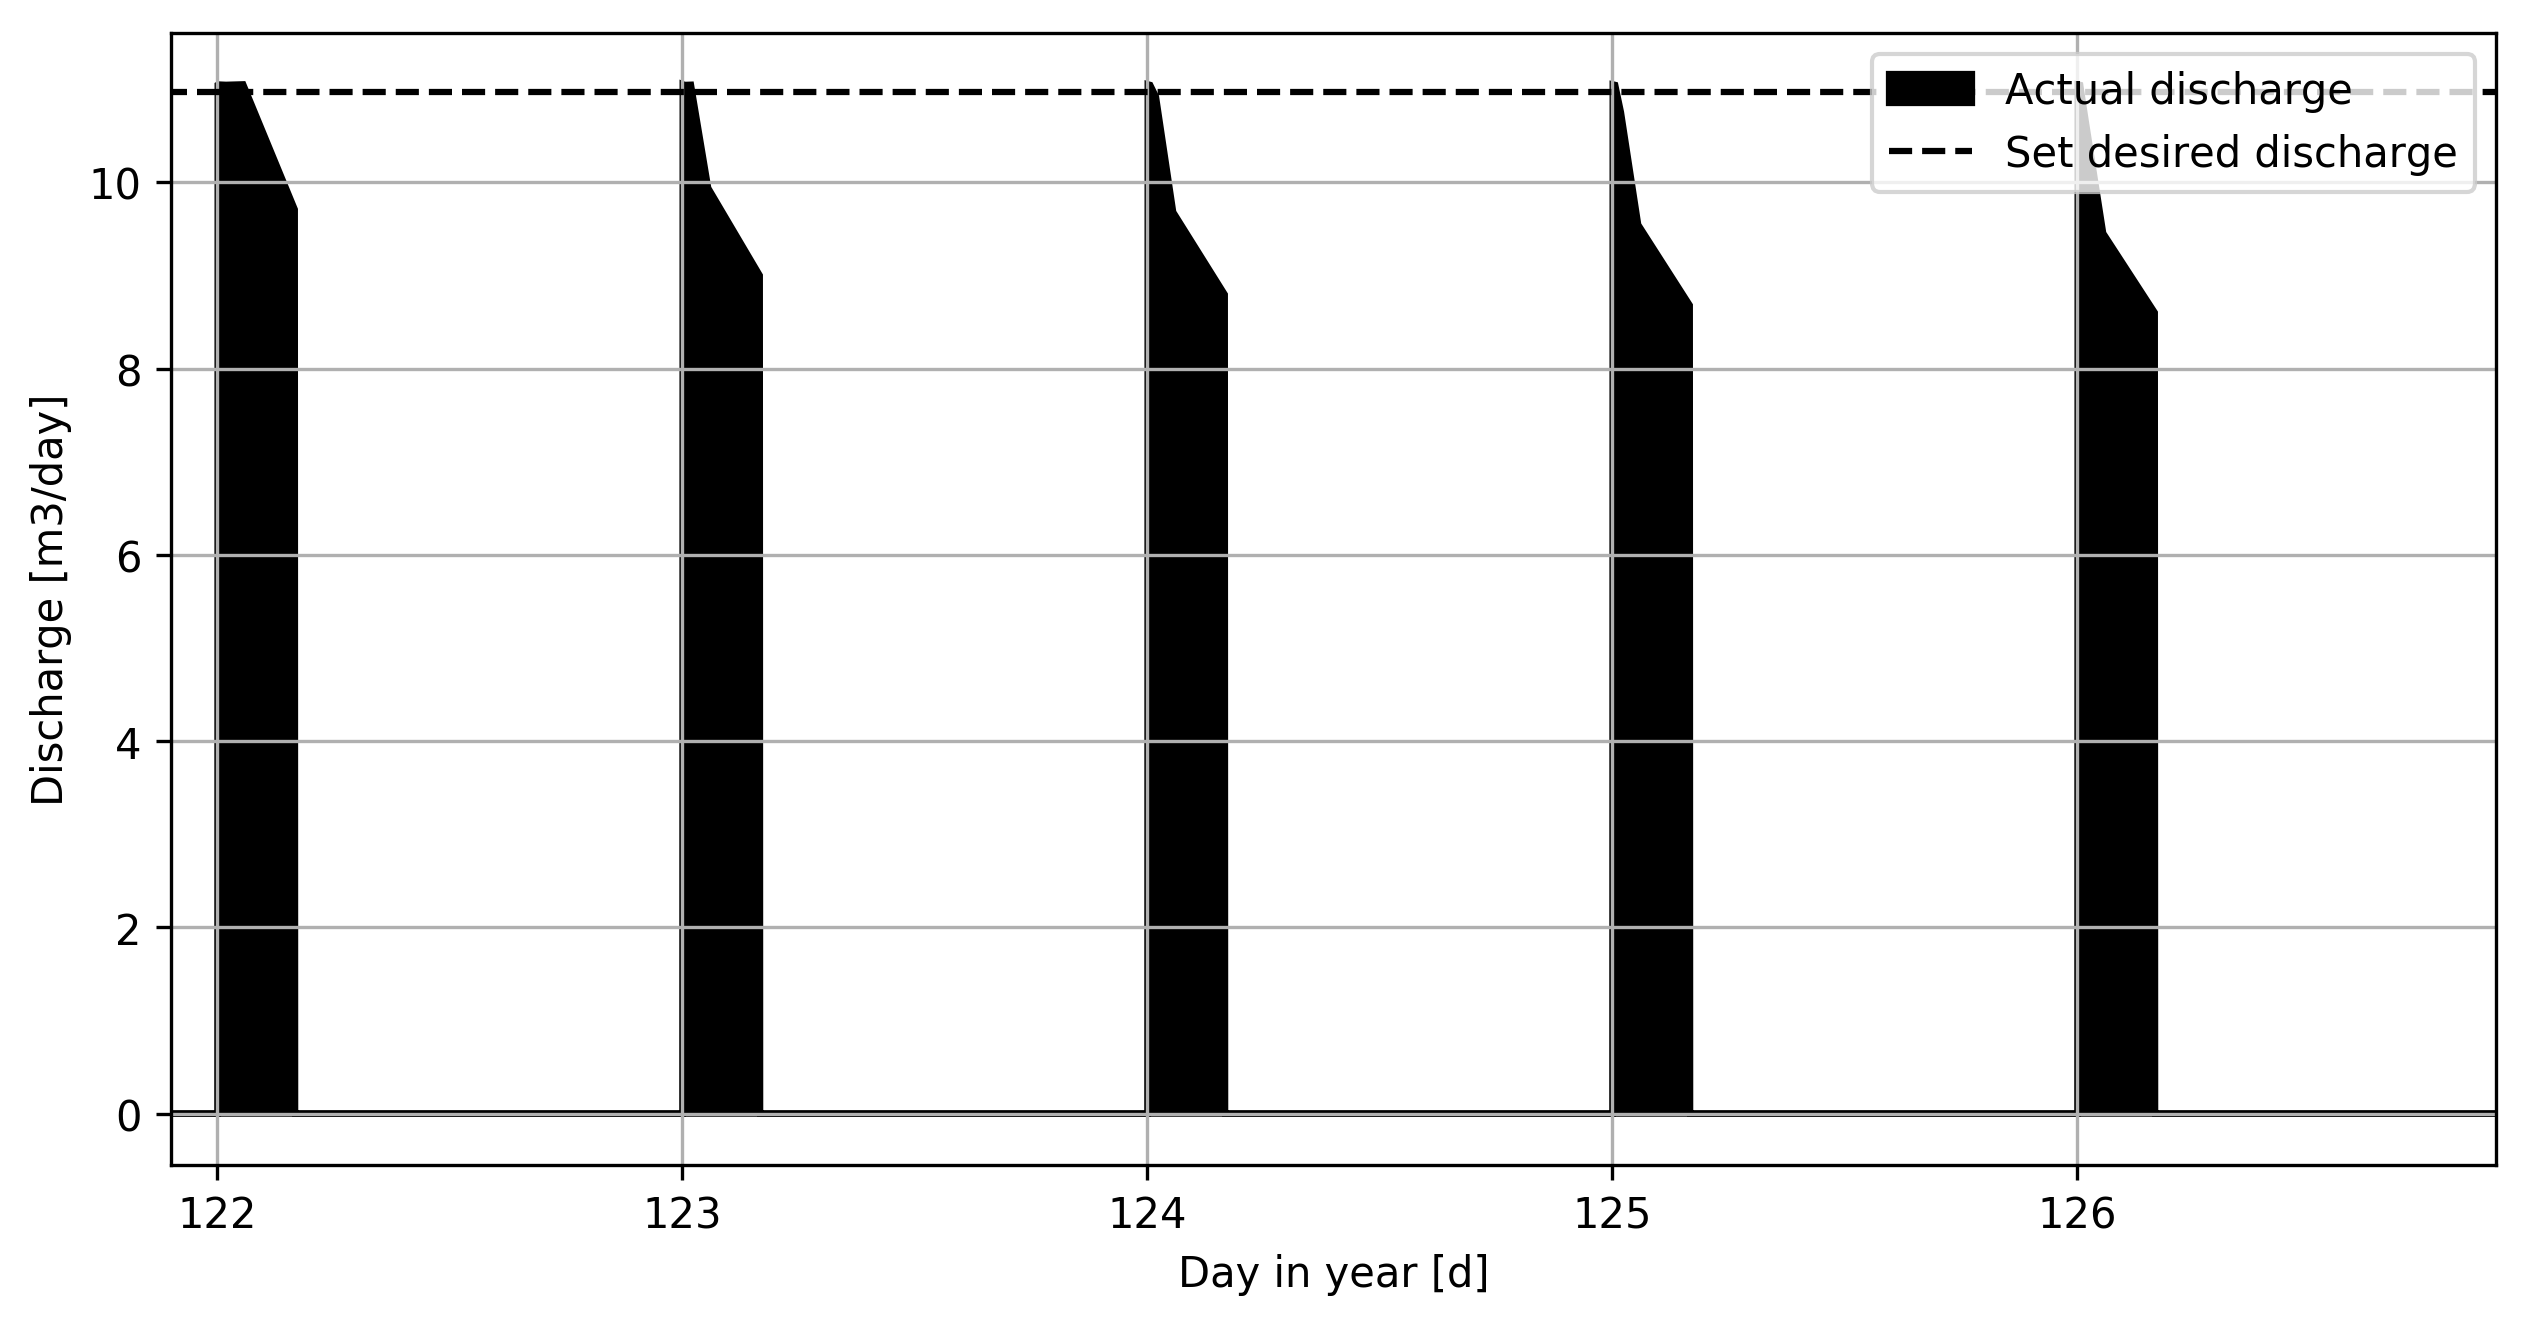 Actual discharge
Set desired discharge
Discharge [m3/day]
10
8
6
4
2
0
122 123 124 125 126
Day in year [d]